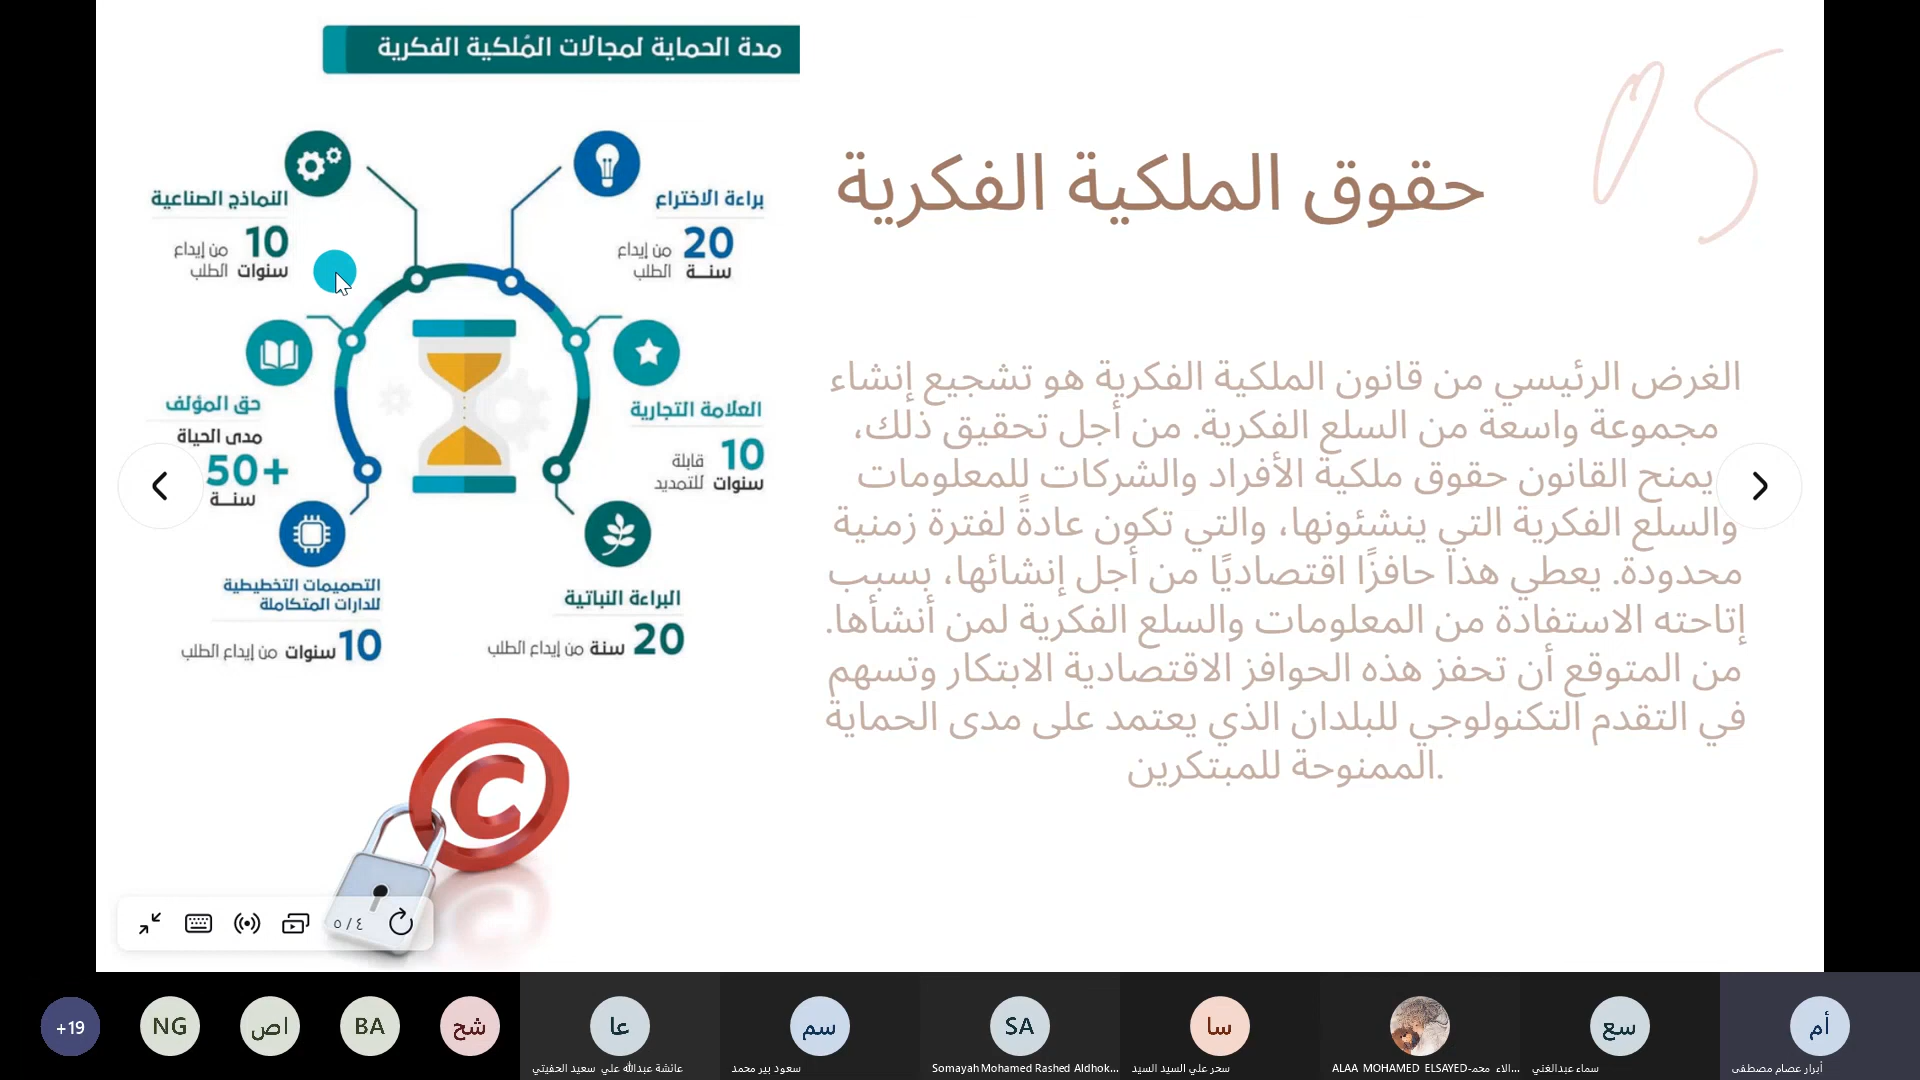 مدة الحماية لمجالات المُلكية الفكرية
05
حقوق الملكية الفكرية
الغرض الرئيسي من قانون الملكية الفكرية هو تشجيع إنشاء
مجموعة واسعة من السلع الفكرية. من أجل تحقيق ذلك،
يمنح القانون حقوق ملكية الأفراد والشركات للمعلومات
والسلع الفكرية التي ينشئونها، والتي تكون عادةً لفترة زمنية
محدودة. يعطي هذا حافزًا اقتصاديًا من أجل إنشائها، بسبب
إتاحته الاستفادة من المعلومات والسلع الفكرية لمن أنشأها.
من المتوقع أن تحفز هذه الحوافز الاقتصادية الابتكار وتسهم
في التقدم التكنولوجي للبلدان الذي يعتمد على مدى الحماية
الممنوحة للمبتكرين.
براءة الاختراع
20 من إيداع
سنة الطلب
النماذج الصناعية
10 من إيداع
سنوات الطلب
العلامة التجارية
10 قابلة
سنوات للتمديد
حق المؤلف
مدى الحياة
50+
سنة
البراءة النباتية
20 سنة من إيداع الطلب
التصميمات التخطيطية
للدارات المتكاملة
10 سنوات من إيداع الطلب
C
٤ / ٥
+19
NG
اص
BA
شح
عا
عائشة عبدالله علي سعيد الحفيتي
سم
سعود بير محمد
SA
Somayah Mohamed Rashed Aldhok...
سا
سحر علي السيد السيد
ALAA MOHAMED ELSAYED-الاء محمـ...
سع
سماء عبدالغني
أم
أبرار عصام مصطفى